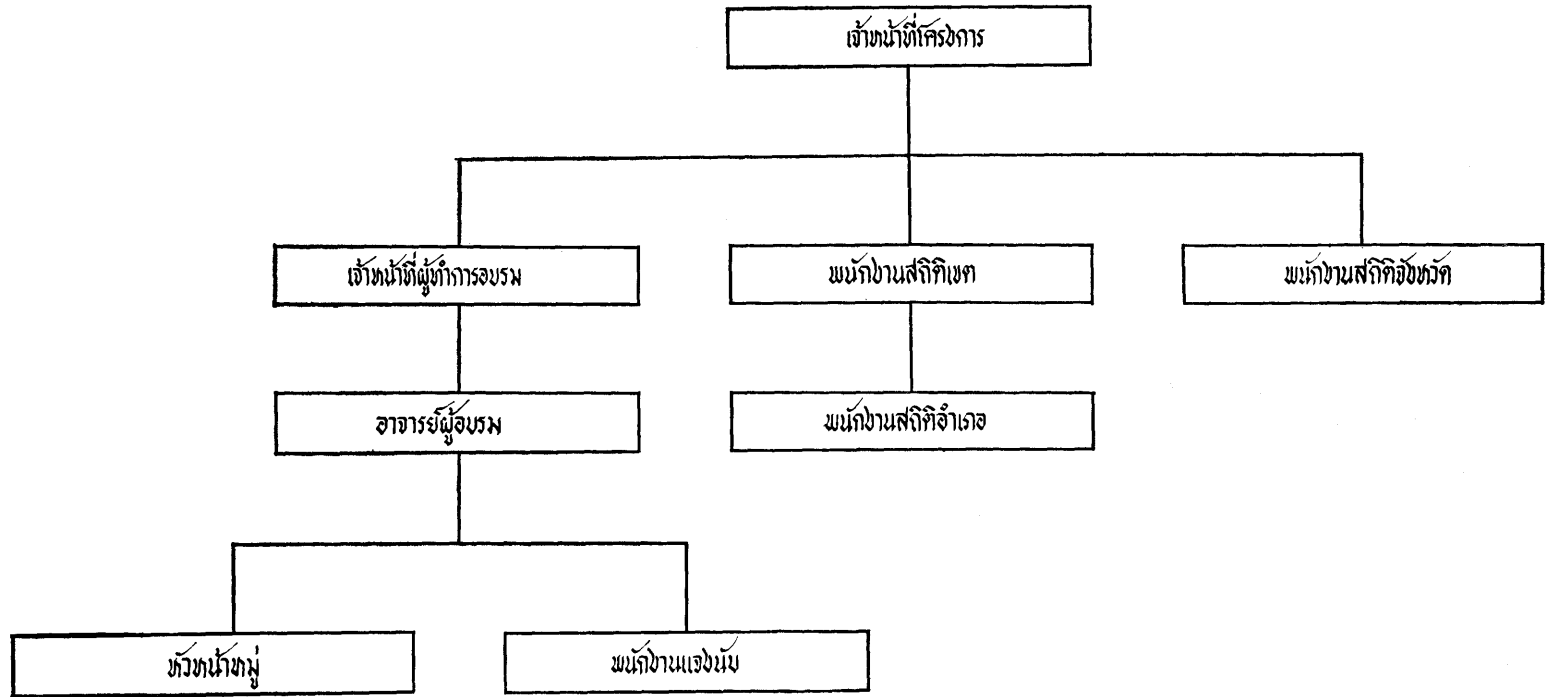 เจ้าหน้าที่โครงการ
เจ้าหน้าที่ผู้ทำการอบรม
พนักงานสถิติเขต
พนักงานสถิติจังหวัด
อาจารย์ผู้อบรม
พนักงานสถิติอำเภอ
หัวหน้าหมู่
พนักงานแจงนับ